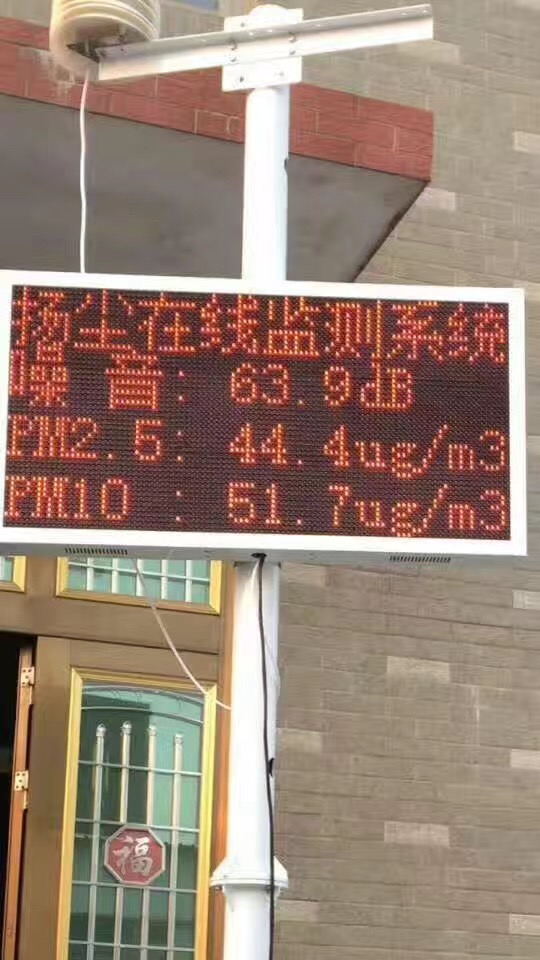 扬尘在线监测系统
噪 音: 63.9dB
PM2.5: 44.4ug/m3
PM10 : 51.7ug/m3
福